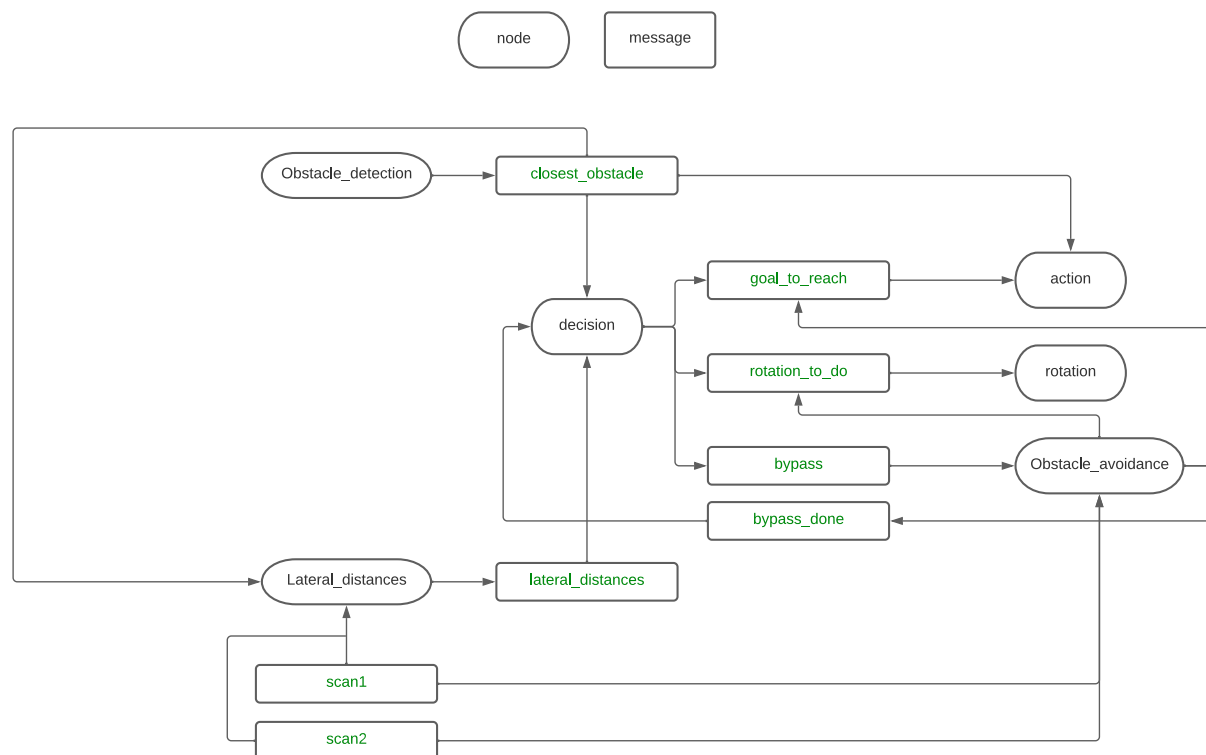 node
message
Obstacle_detection
closest_obstacle
goal_to_reach
action
decision
rotation_to_do
rotation
bypass
Obstacle_avoidance
bypass_done
Lateral_distances
lateral_distances
scan1
scan2